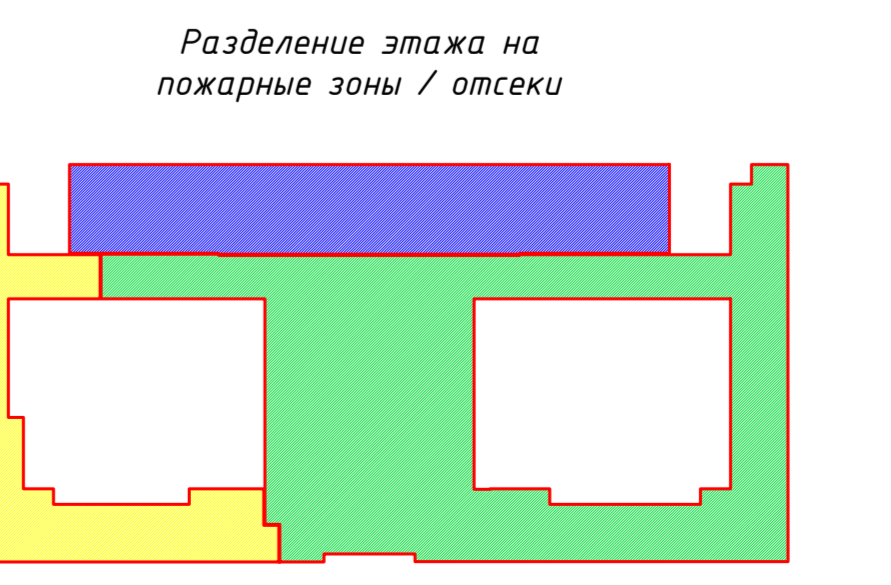 Разделение этажа на
пожарные зоны / отсеки